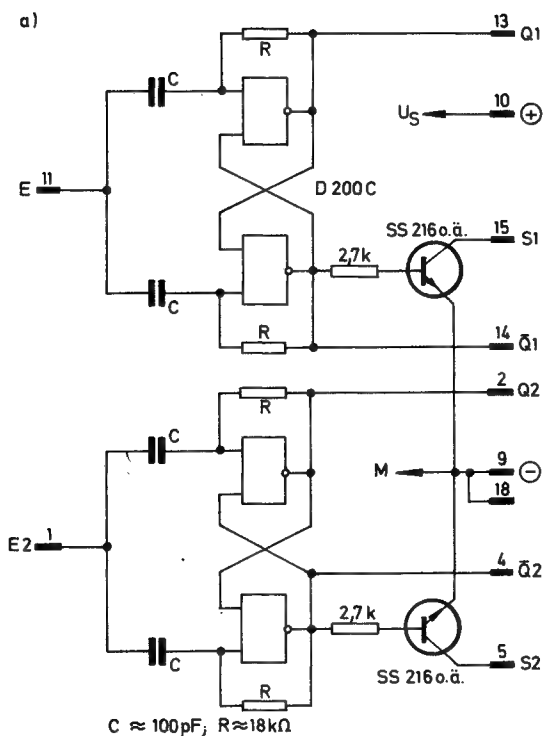 a)
13
Q1
R
C
10
U_S
⊕
D 200 C
11
E
SS 216 o.ä.
15
S1
2,7 k
C
14
Q̄1
R
2
Q2
R
C
9
M
⊖
18
1
E2
4
Q̄2
2,7 k
5
S2
C
SS 216 o.ä.
R
C ≈ 100 pF; R ≈ 18 kΩ